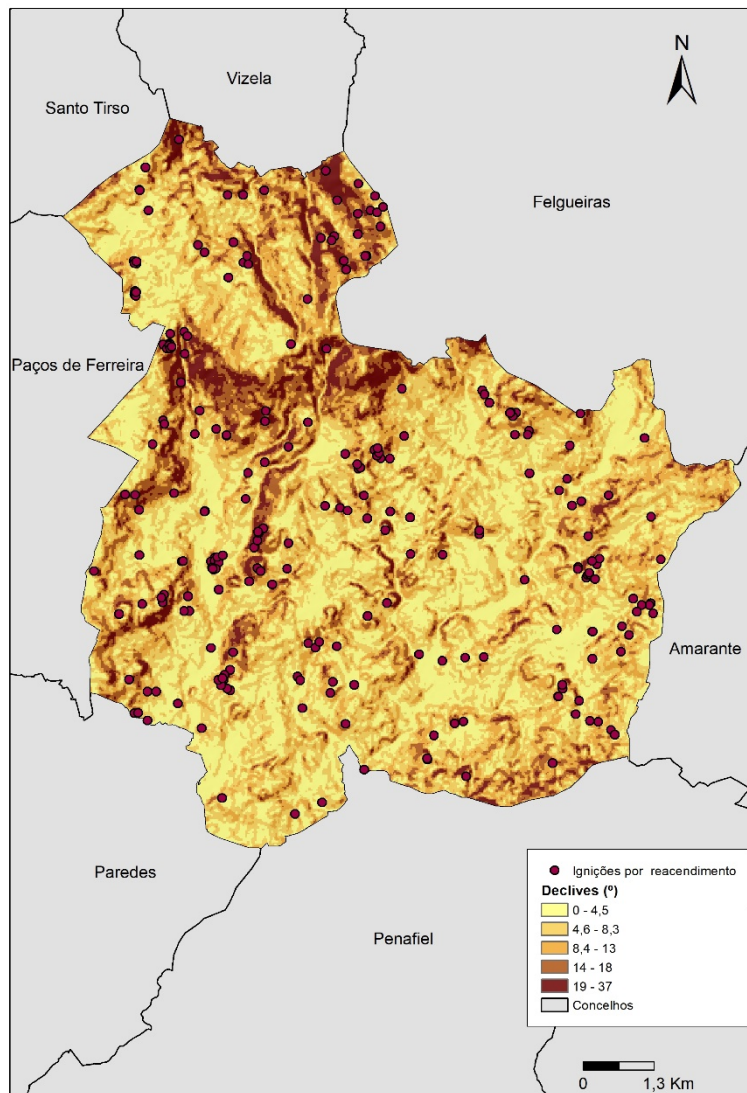 N
Vizela
Santo Tirso
Felgueiras
Paços de Ferreira
Amarante
Paredes
Penafiel
Ignições por reacendimento
Declives (º)
0 - 4,5
4,6 - 8,3
8,4 - 13
14 - 18
19 - 37
Concelhos
0 1,3 Km